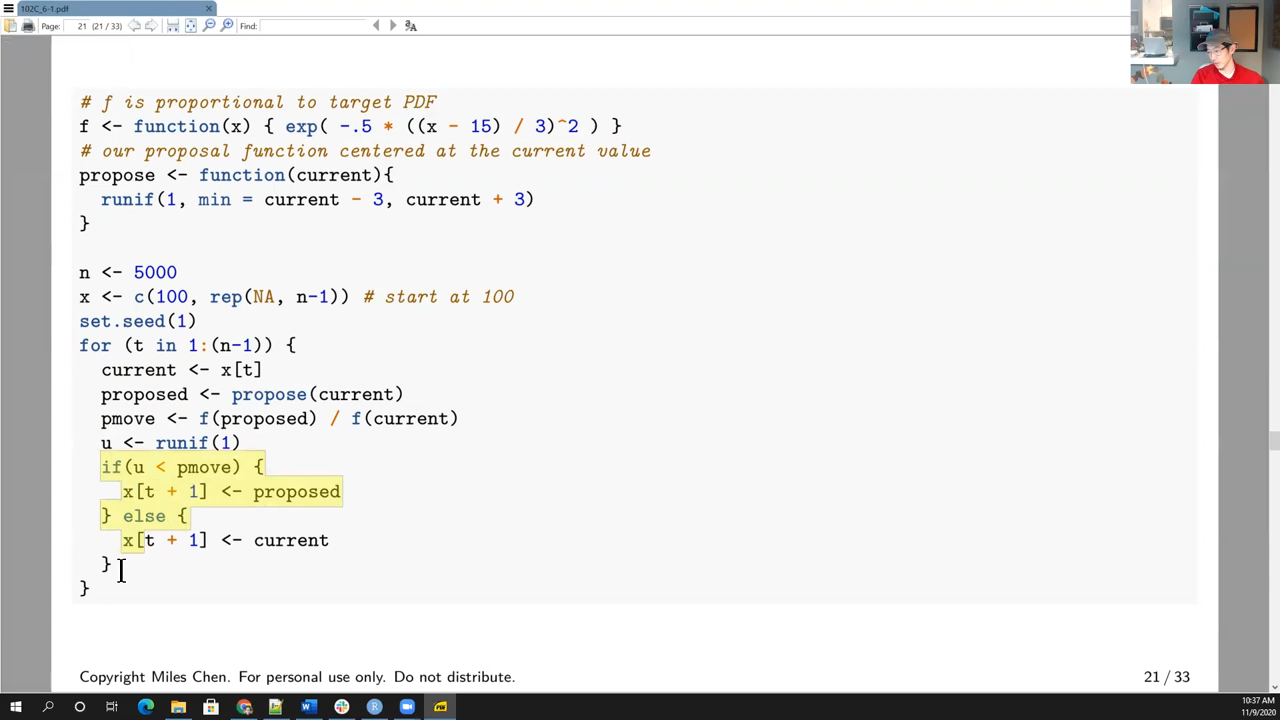 102C_6-1.pdf
Page: 21 (21 / 33) Find:
# f is proportional to target PDF
f <- function(x) { exp( -.5 * ((x - 15) / 3)^2 ) }
# our proposal function centered at the current value
propose <- function(current){
  runif(1, min = current - 3, current + 3)
}
n <- 5000
x <- c(100, rep(NA, n-1)) # start at 100
set.seed(1)
for (t in 1:(n-1)) {
  current <- x[t]
  proposed <- propose(current)
  pmove <- f(proposed) / f(current)
  u <- runif(1)
  if(u < pmove) {
    x[t + 1] <- proposed
  } else {
    x[t + 1] <- current
  }
}
Copyright Miles Chen. For personal use only. Do not distribute. 21 / 33
10:37 AM
11/9/2020